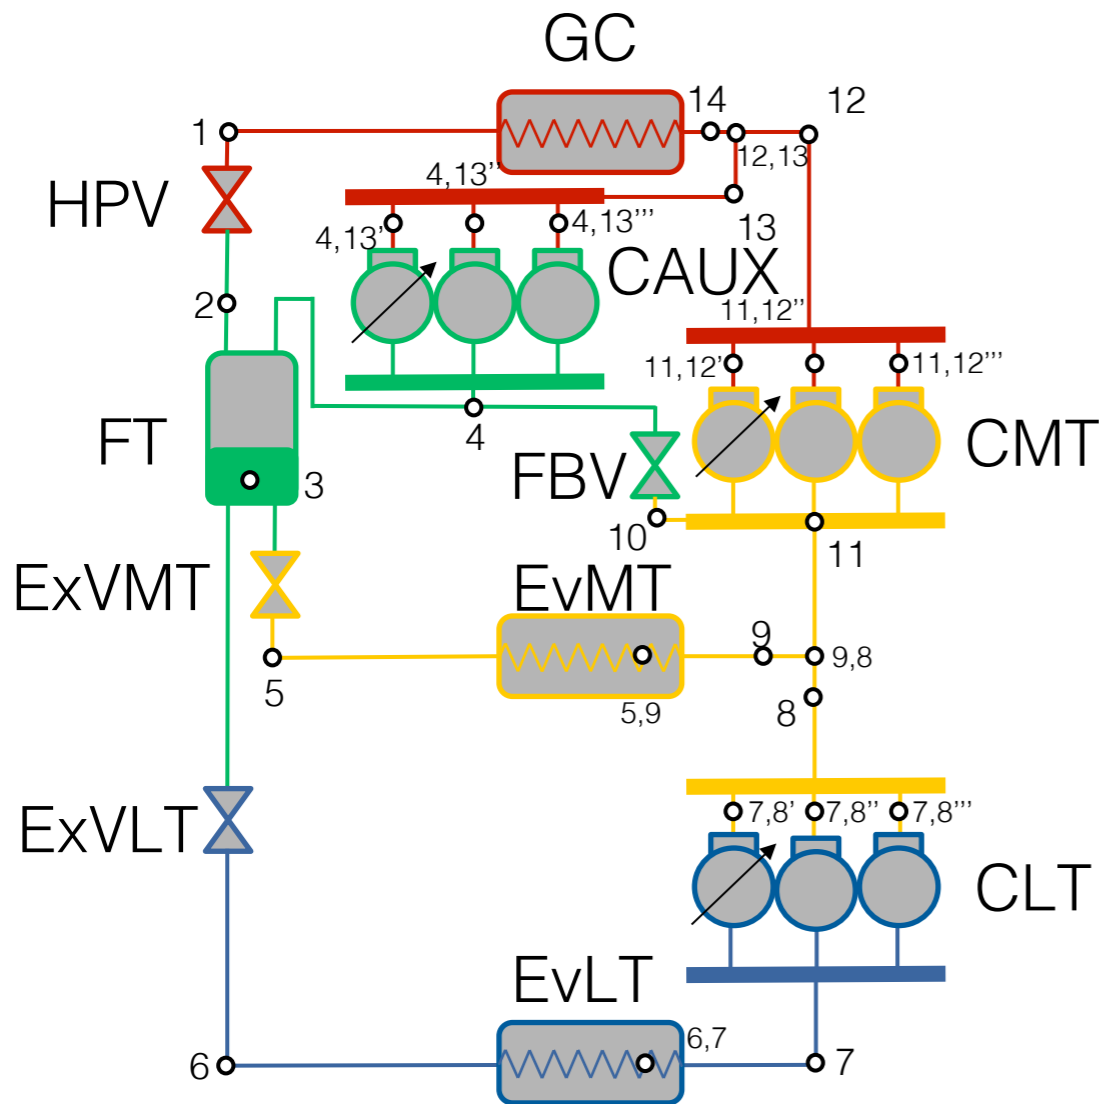 GC
14
12
1
12,13
4,13''
HPV
13
4,13'
4,13'''
CAUX
2
11,12''
11,12'
11,12'''
FT
4
CMT
FBV
3
10
11
ExVMT
EvMT
9
9,8
5
5,9
8
7,8'
7,8''
7,8'''
ExVLT
CLT
EvLT
6,7
6
7